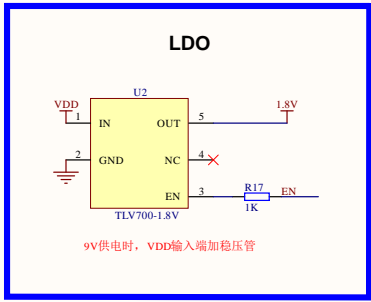 LDO
U2
VDD
1
IN
OUT
5
1.8V
2
GND
NC
4
EN
3
R17
EN
1K
TLV700-1.8V
9V供电时，VDD输入端加稳压管